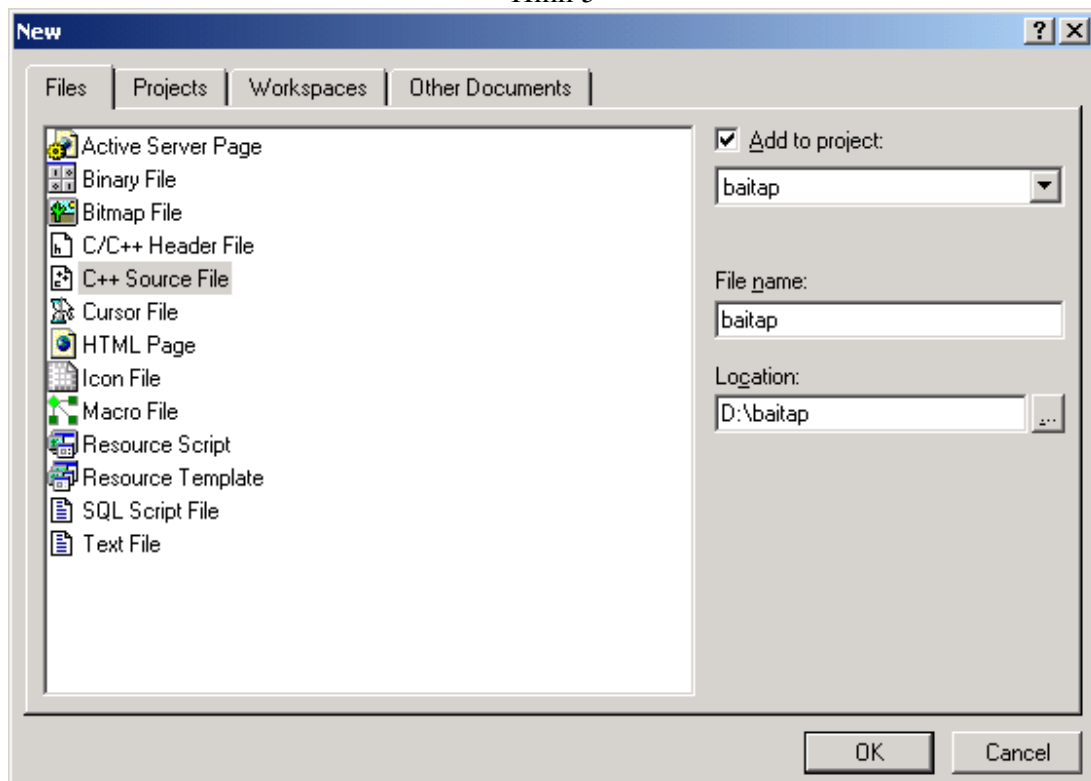 New
Files
Projects
Workspaces
Other Documents
Active Server Page
Binary File
Bitmap File
C/C++ Header File
C++ Source File
Cursor File
HTML Page
Icon File
Macro File
Resource Script
Resource Template
SQL Script File
Text File
Add to project:
baitap
File name:
baitap
Location:
D:\baitap
...
OK
Cancel